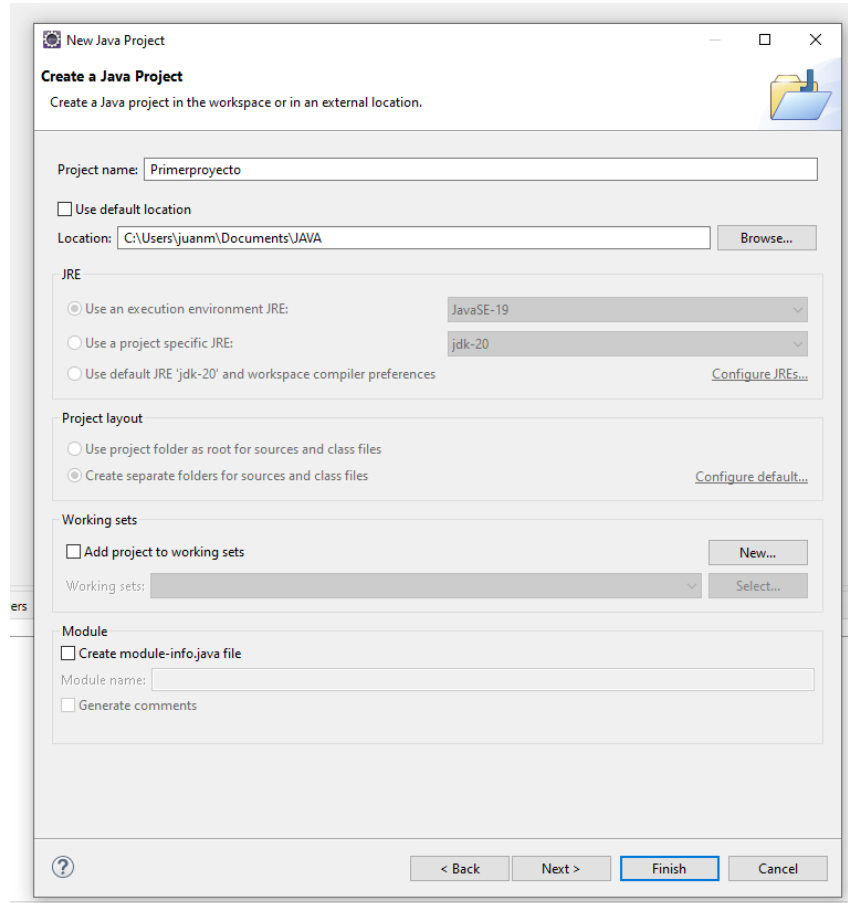 New Java Project
Create a Java Project
Create a Java project in the workspace or in an external location.
Project name: Primerproyecto
Use default location
Location: C:\Users\juanm\Documents\JAVA Browse...
JRE
Use an execution environment JRE: JavaSE-19
Use a project specific JRE: jdk-20
Use default JRE 'jdk-20' and workspace compiler preferences Configure JREs...
Project layout
Use project folder as root for sources and class files
Create separate folders for sources and class files Configure default...
Working sets
Add project to working sets New...
Working sets: Select...
ers
Module
Create module-info.java file
Module name:
Generate comments
? < Back Next > Finish Cancel